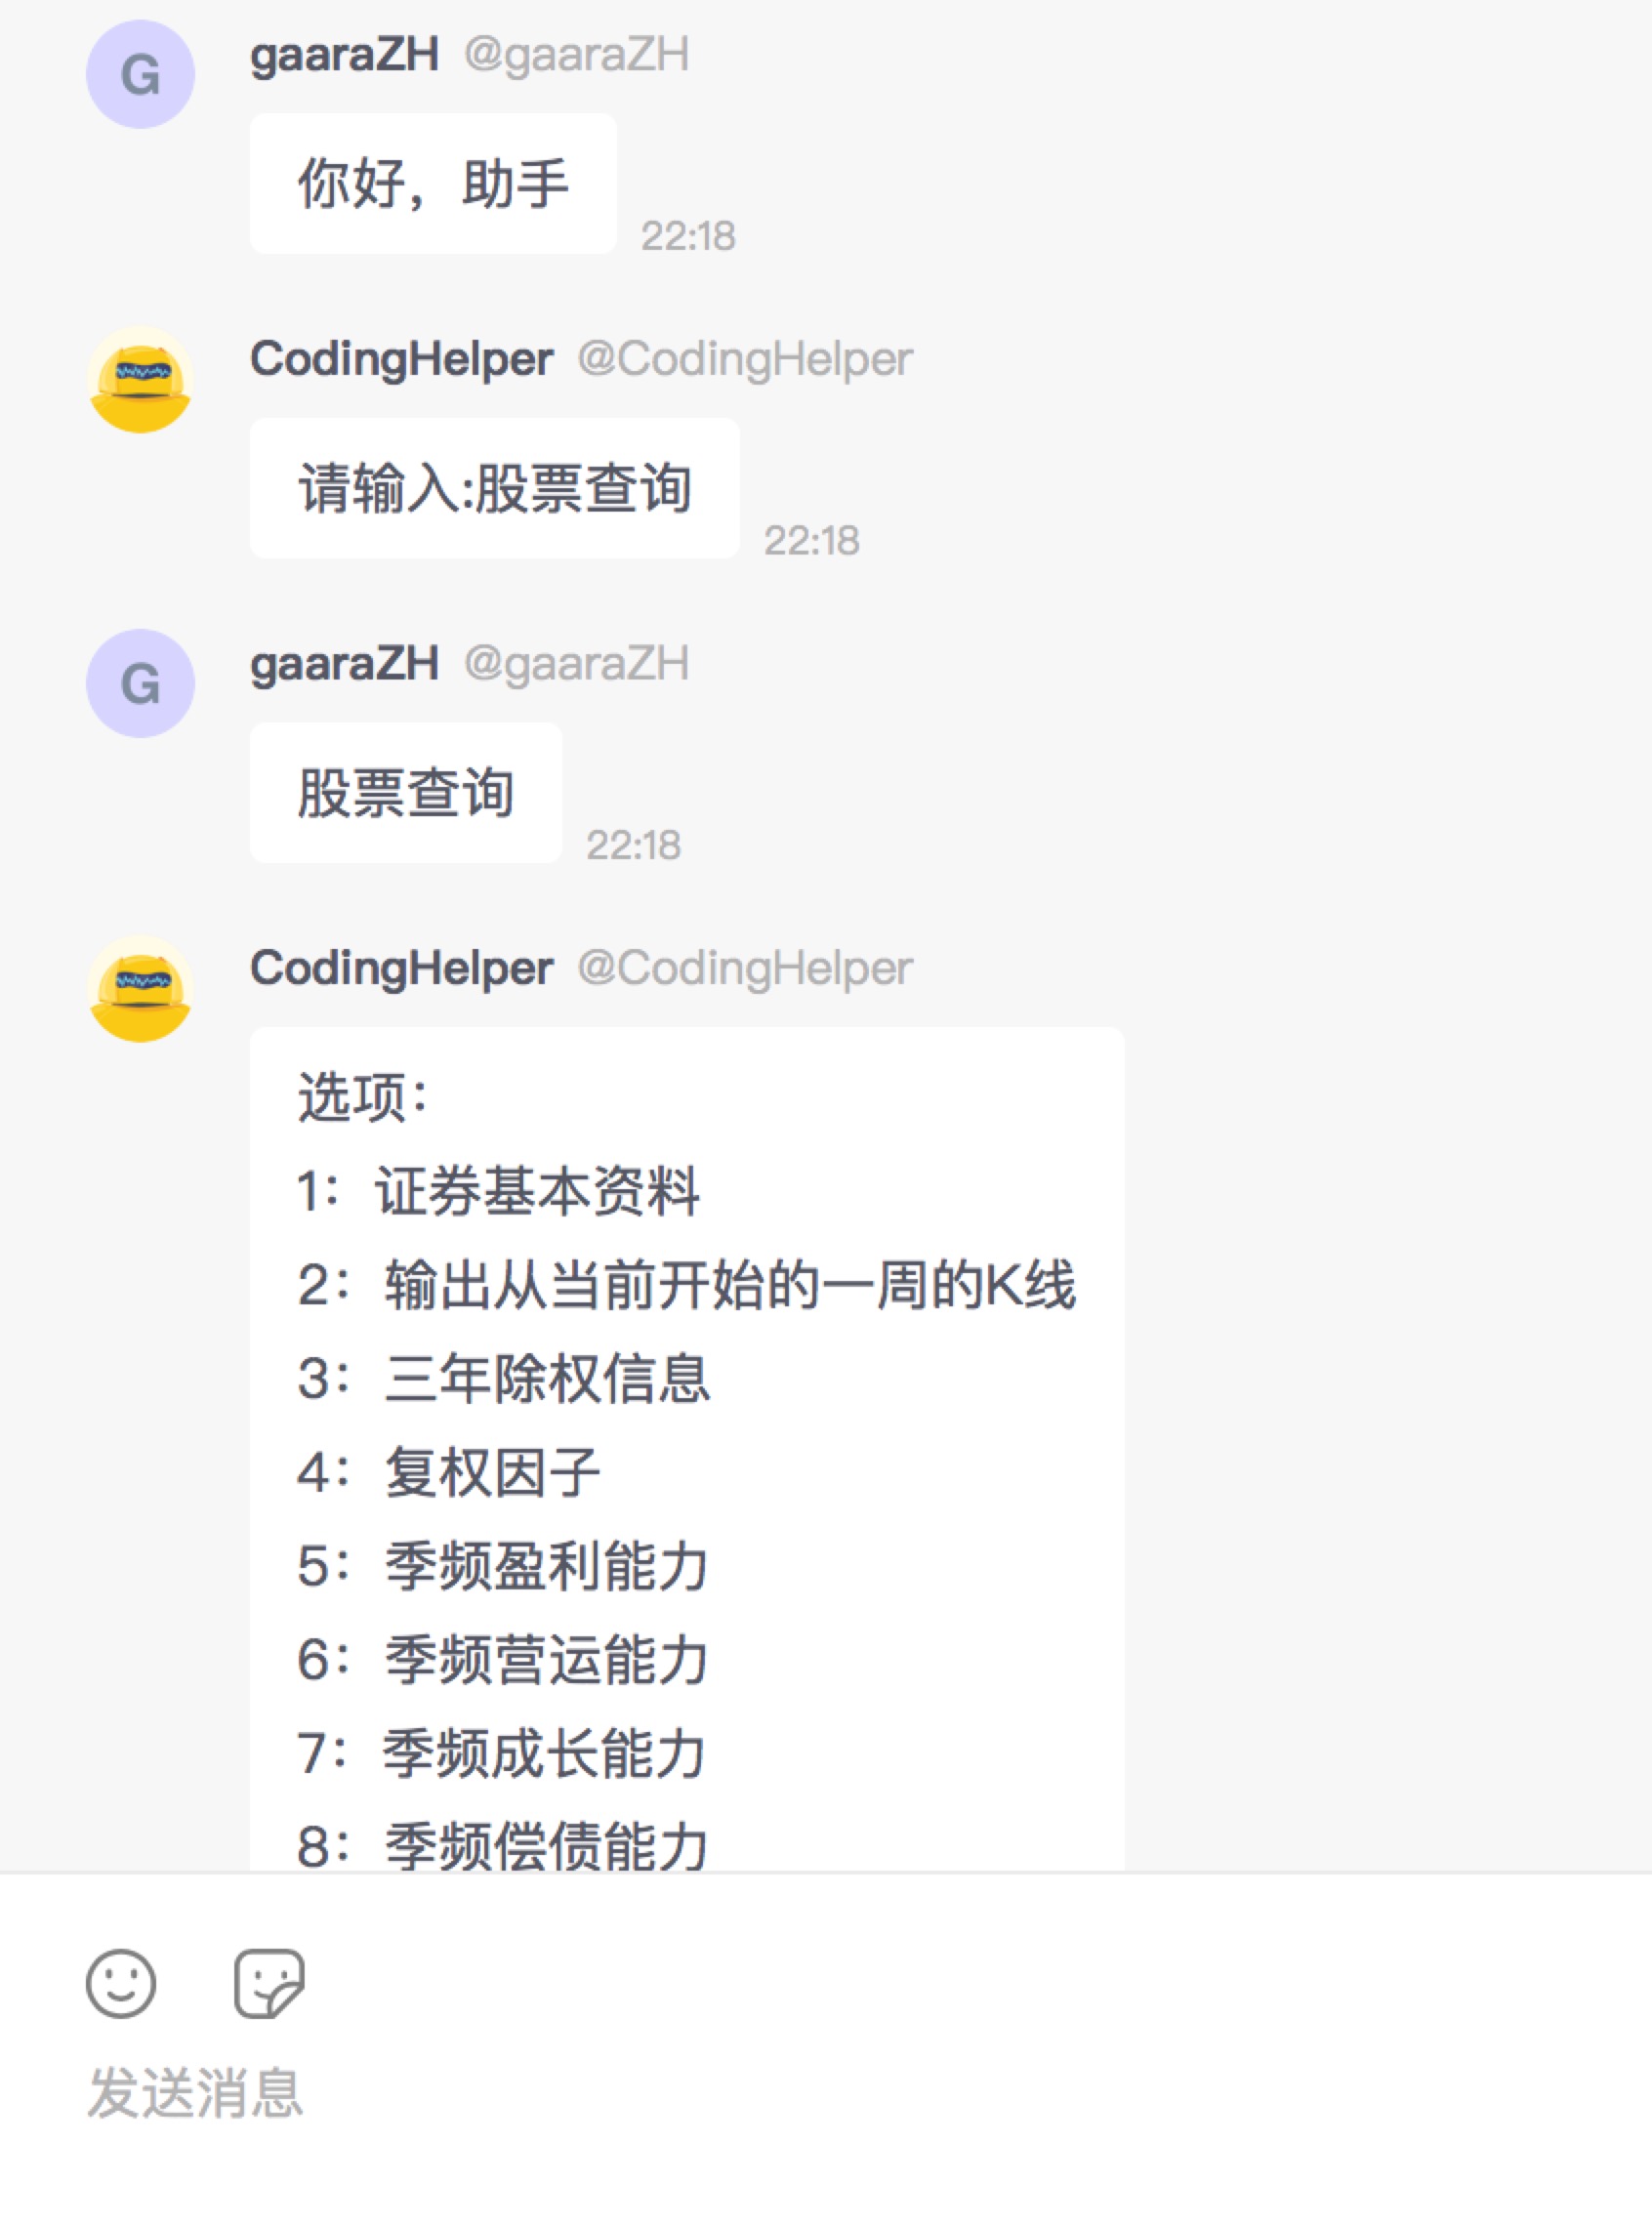 G
gaaraZH @gaaraZH
你好，助手
22:18
CodingHelper @CodingHelper
请输入:股票查询
22:18
G
gaaraZH @gaaraZH
股票查询
22:18
CodingHelper @CodingHelper
选项：
1：证券基本资料
2：输出从当前开始的一周的K线
3：三年除权信息
4：复权因子
5：季频盈利能力
6：季频营运能力
7：季频成长能力
8：季频偿债能力
发送消息